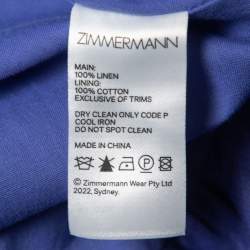 ZIMMERMANN
MAIN:
100% LINEN
LINING:
100% COTTON
EXCLUSIVE OF TRIMS
DRY CLEAN ONLY CODE P
COOL IRON
DO NOT SPOT CLEAN
MADE IN CHINA
P
© Zimmermann Wear Pty Ltd
2022, Sydney.